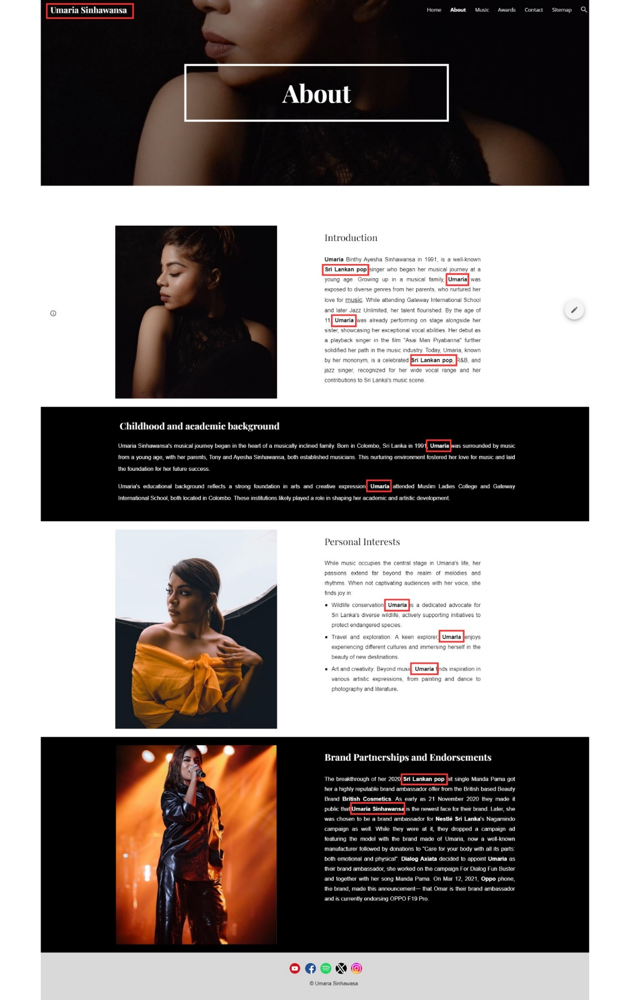 Umaria Sinhawansa
Home About Music Awards Contact Sitemap
About
Introduction
Umaria Binthy Ayesha Sinhawansa in 1991, is a well-known
Sri Lankan pop singer who began her musical journey at a
young age. Growing up in a musical family, Umaria was
exposed to diverse genres from her parents, who nurtured her
love for music. While attending Gateway International School
and later Jazz Unlimited, her talent flourished. By the age of
11 Umaria was already performing on stage alongside her
sister, showcasing her exceptional vocal abilities. Her debut as
a playback singer in the film "Asai Man Piyabanna" further
solidified her path in the music industry. Today, Umaria, known
by her mononym, is a celebrated Sri Lankan pop, R&B, and
jazz singer, recognized for her wide vocal range and her
contributions to Sri Lanka's music scene.
Childhood and academic background
Umaria Sinhawansa's musical journey began in the heart of a musically inclined family. Born in Colombo, Sri Lanka in 1991, Umaria was surrounded by music
from a young age, with her parents, Tony and Ayesha Sinhawansa, both established musicians. This nurturing environment fostered her love for music and laid
the foundation for her future success.
Umaria's educational background reflects a strong foundation in arts and creative expression Umaria attended Muslim Ladies College and Gateway
International School, both located in Colombo. These institutions likely played a role in shaping her academic and artistic development.
Personal Interests
While music occupies the central stage in Umaria's life, her
passions extend far beyond the realm of melodies and
rhythms. When not captivating audiences with her voice, she
finds joy in:
▪ Wildlife conservation Umaria is a dedicated advocate for
Sri Lanka's diverse wildlife, actively supporting initiatives to
protect endangered species.
▪ Travel and exploration: A keen explorer, Umaria enjoys
experiencing different cultures and immersing herself in the
beauty of new destinations.
▪ Art and creativity: Beyond music, Umaria finds inspiration in
various artistic expressions, from painting and dance to
photography and literature.
Brand Partnerships and Endorsements
The breakthrough of her 2020 Sri Lankan pop hit single Manda Pama got
her a highly reputable brand ambassador offer from the British based Beauty
Brand British Cosmetics. As early as 21 November 2020 they made it
public that Umaria Sinhawansa is the newest face for their brand. Later, she
was chosen to be a brand ambassador for Nestlé Sri Lanka's Nagamindo
campaign as well. While they were at it, they dropped a campaign ad
featuring the model with the brand made of Umaria, now a well-known
manufacturer followed by donations to "Care for your body with all its parts:
both emotional and physical". Dialog Axiata decided to appoint Umaria as
their brand ambassador, she worked on the campaign For Dialog Fun Buster
and together with her song Manda Pama. On Mar 12, 2021, Oppo phone,
the brand, made this announcement— that Omar is their brand ambassador
and is currently endorsing OPPO F19 Pro.
© Umaria Sinhawasa